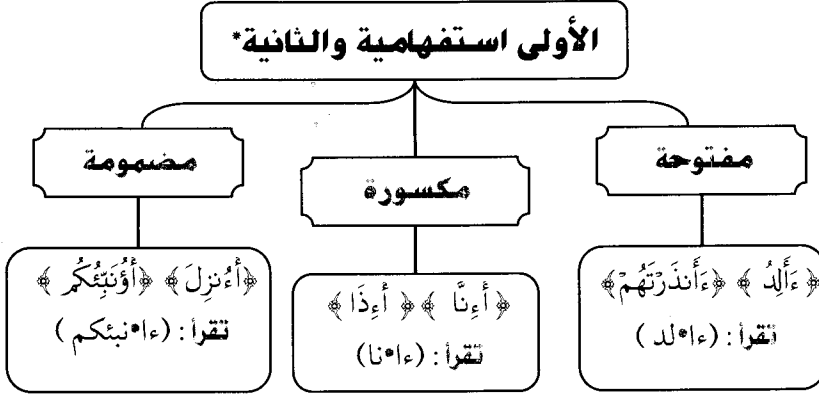 الأولى استفهامية والثانية*
مفتوحة
﴿ ءَأَلِدُ ﴾ ﴿ءَأَنذَرْتَهُمْ﴾
تقرأ : (ءا•لد )
مكسورة
﴿ أَءِنَّا ﴾ ﴿ أَءِذَا ﴾
تقرأ : (ءا•نا)
مضمومة
﴿أَءُنزِلَ﴾ ﴿أَؤُنَبِّئُكُم ﴾
تقرأ : (ءا•نبئكم )